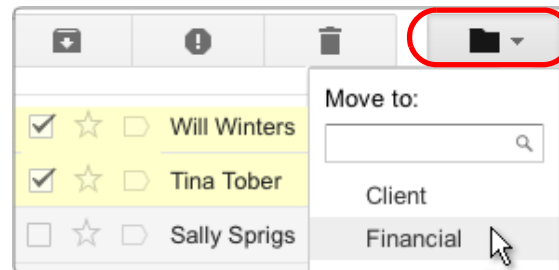 Move to:
Will Winters
Tina Tober
Client
Sally Sprigs
Financial